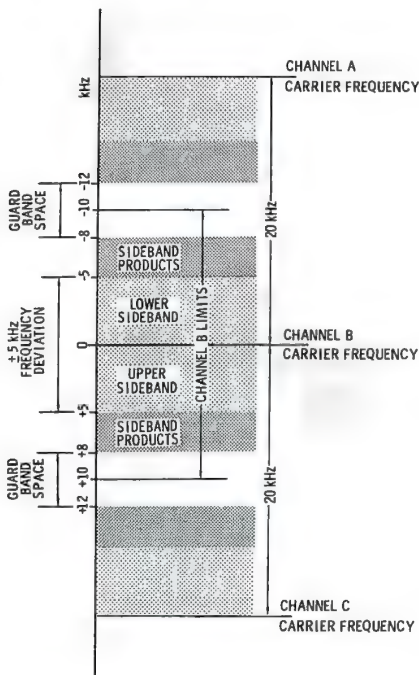 kHz
CHANNEL A
CARRIER FREQUENCY
-12
-10
-8
GUARD
BAND
SPACE
20 kHz
SIDEBAND
PRODUCTS
-5
LOWER
SIDEBAND
CHANNEL B LIMITS
±5 kHz
FREQUENCY
DEVIATION
0
CHANNEL B
CARRIER FREQUENCY
UPPER
SIDEBAND
+5
SIDEBAND
PRODUCTS
+8
+10
+12
GUARD
BAND
SPACE
20 kHz
CHANNEL C
CARRIER FREQUENCY